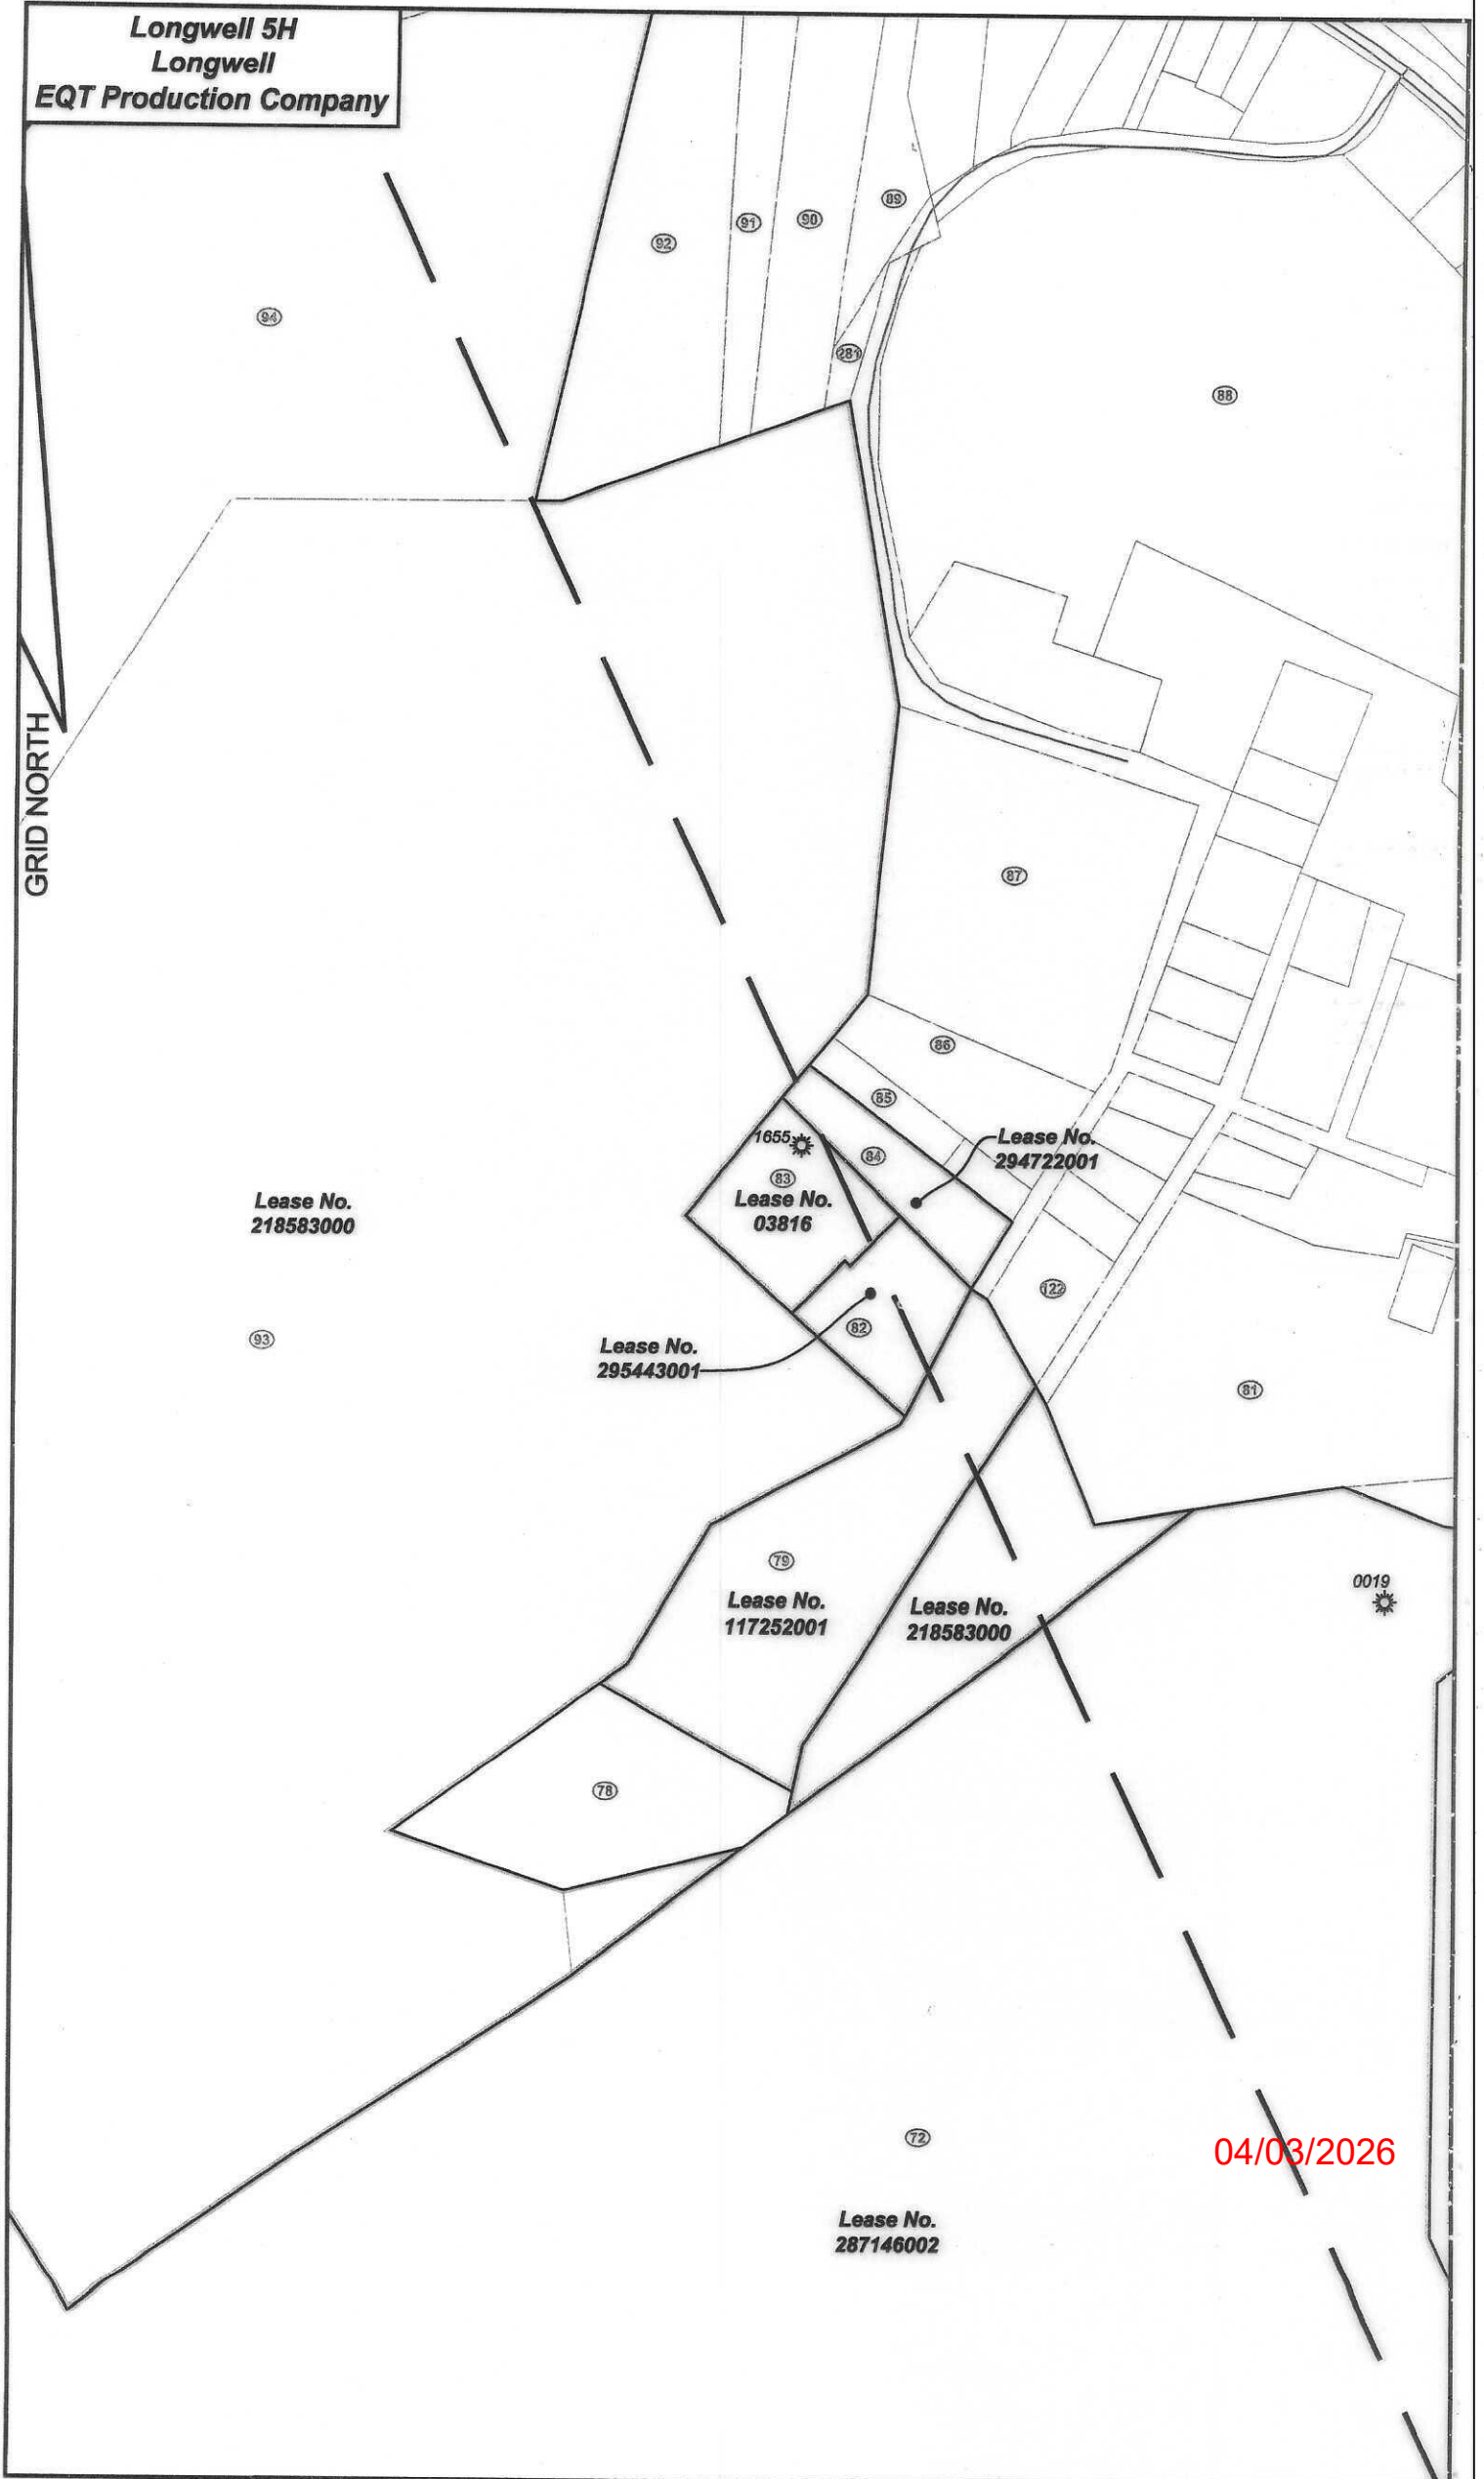 Longwell 5H
Longwell
EQT Production Company
89
91
90
92
94
281
88
GRID NORTH
87
86
85
1655
84
Lease No.
294722001
83
Lease No.
03816
Lease No.
218583000
122
82
93
Lease No.
295443001
81
79
0019
Lease No.
117252001
Lease No.
218583000
78
72
04/03/2026
Lease No.
287146002